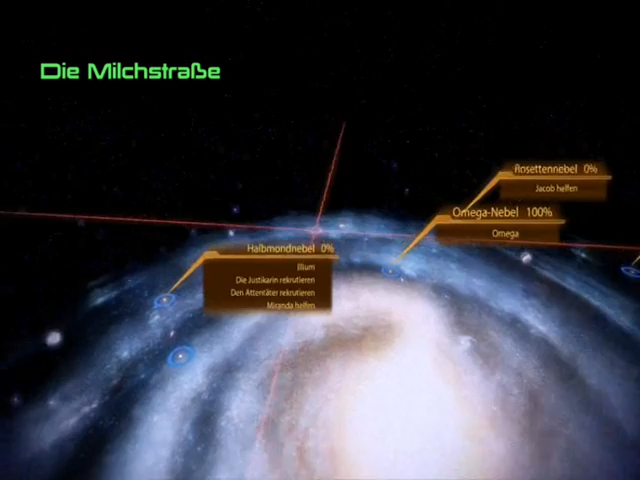 Die Milchstraße
Rosettennebel 0%
Jacob helfen
Omega-Nebel 100%
Omega
Halbmondnebel 0%
Illium
Die Justikarin rekrutieren
Den Attentäter rekrutieren
Miranda helfen